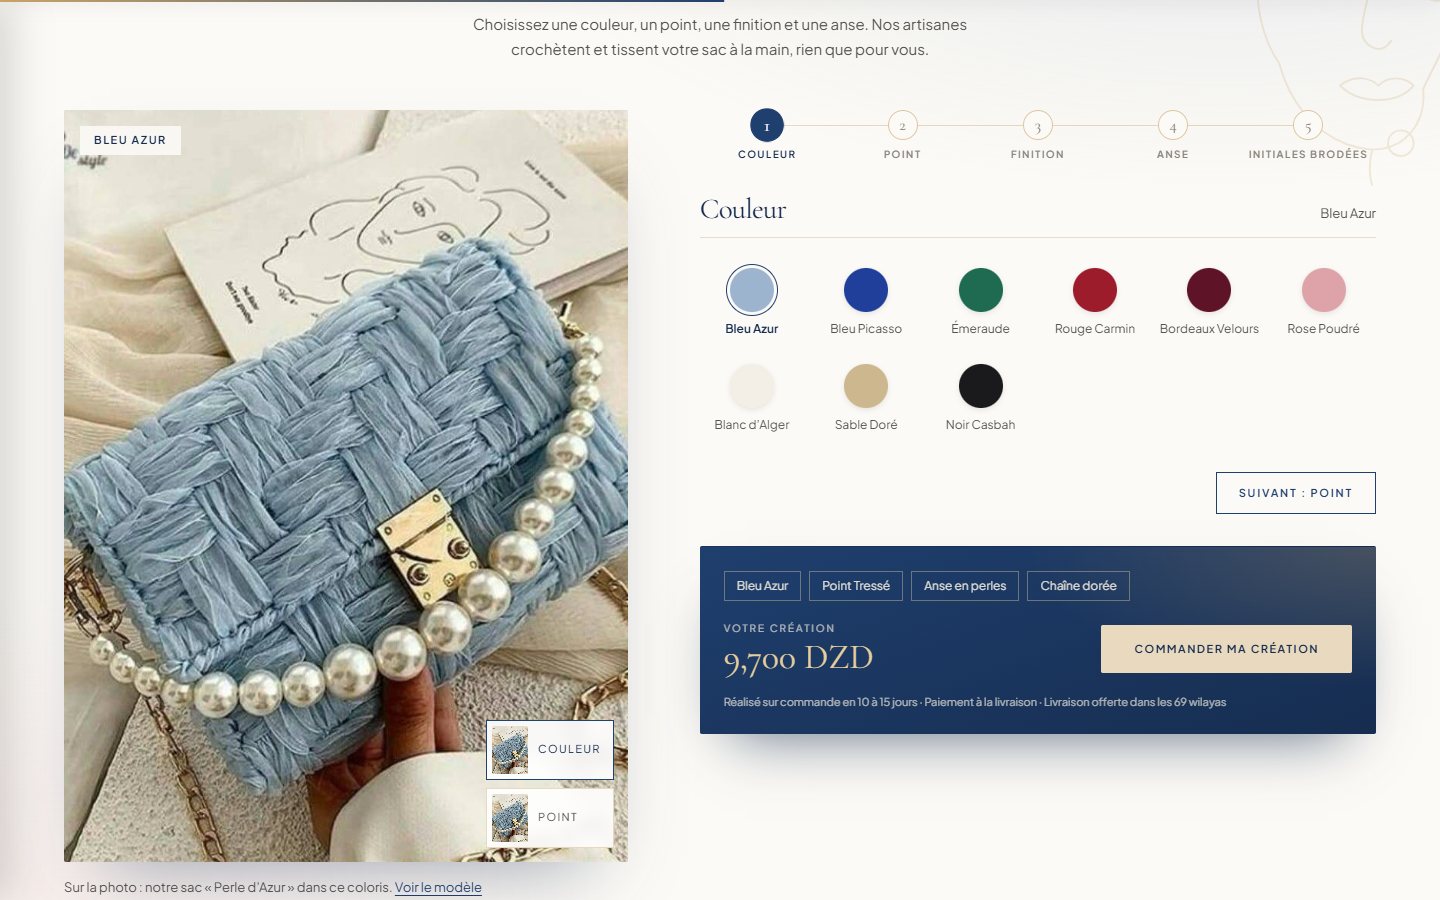 Choisissez une couleur, un point, une finition et une anse. Nos artisanes
crochètent et tissent votre sac à la main, rien que pour vous.
BLEU AZUR
style
1
2
3
4
5
COULEUR
POINT
FINITION
ANSE
INITIALES BRODÉES
Couleur
Bleu Azur
Bleu Azur
Bleu Picasso
Émeraude
Rouge Carmin
Bordeaux Velours
Rose Poudré
Blanc d’Alger
Sable Doré
Noir Casbah
SUIVANT : POINT
Bleu Azur
Point Tressé
Anse en perles
Chaîne dorée
VOTRE CRÉATION
9,700 DZD
COMMANDER MA CRÉATION
Réalisé sur commande en 10 à 15 jours · Paiement à la livraison · Livraison offerte dans les 69 wilayas
COULEUR
POINT
Sur la photo : notre sac « Perle d’Azur » dans ce coloris. Voir le modèle